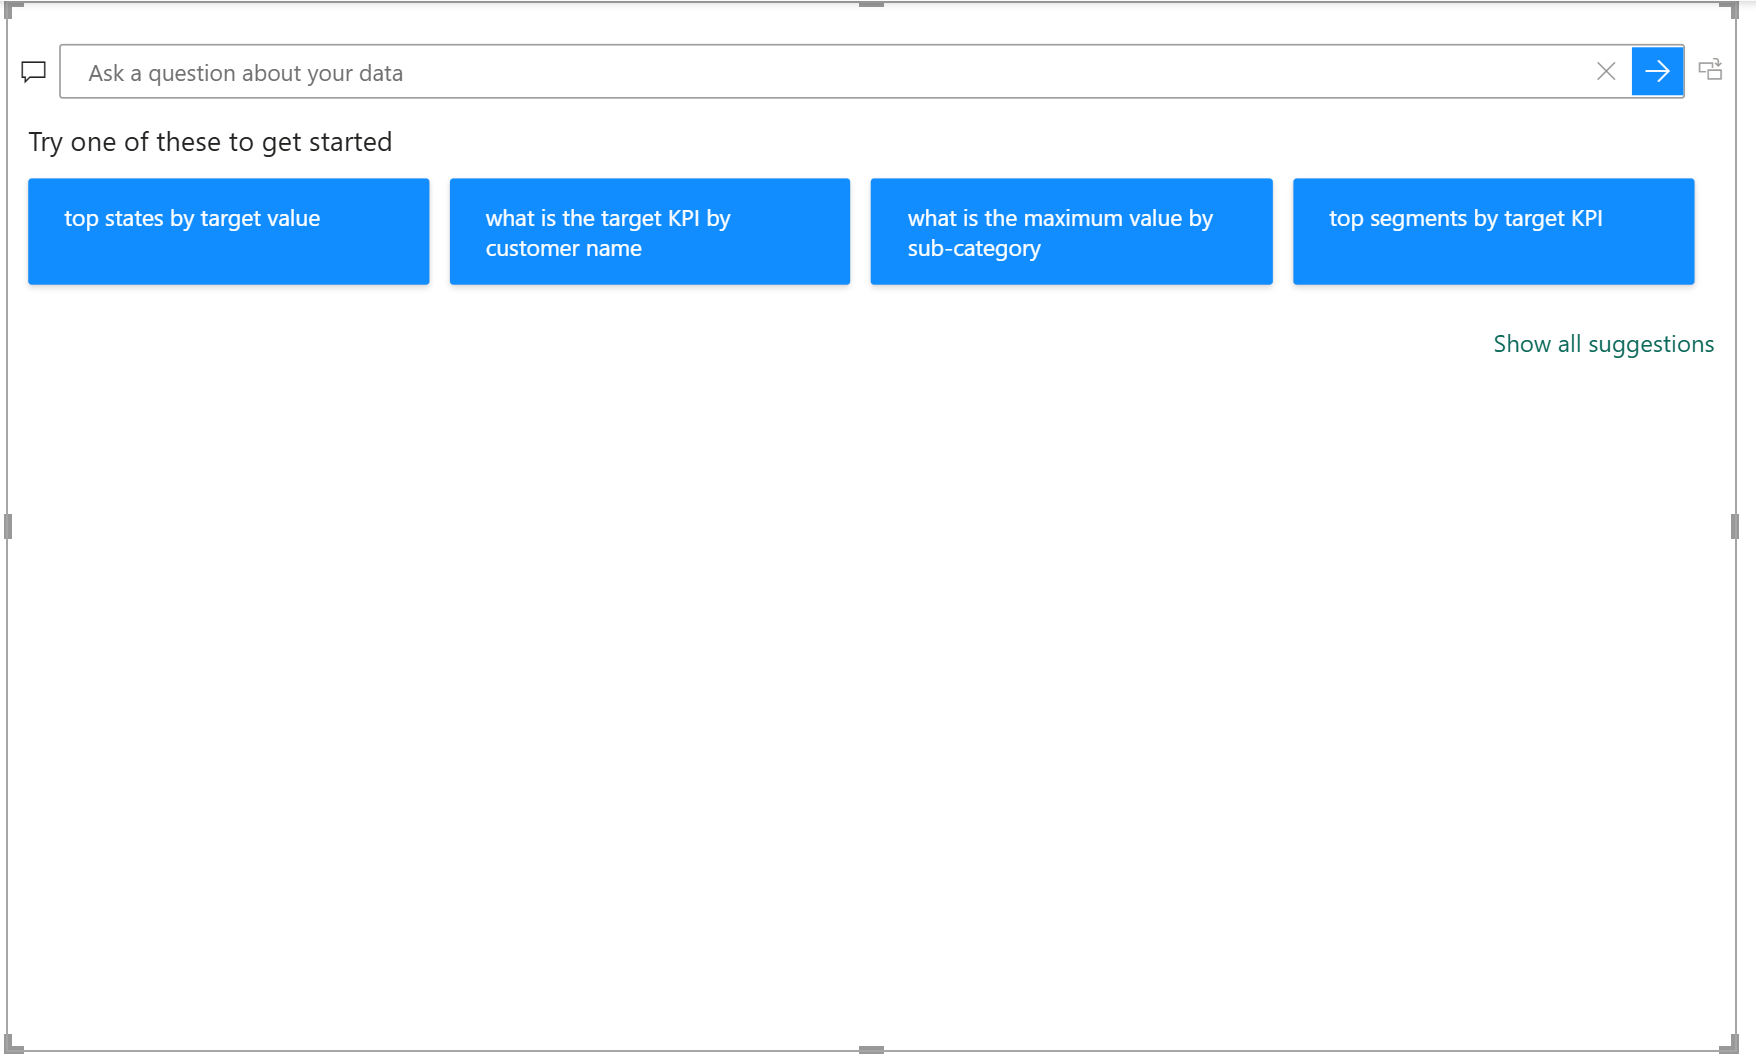 Ask a question about your data
Try one of these to get started
top states by target value
what is the target KPI by
customer name
what is the maximum value by
sub-category
top segments by target KPI
Show all suggestions